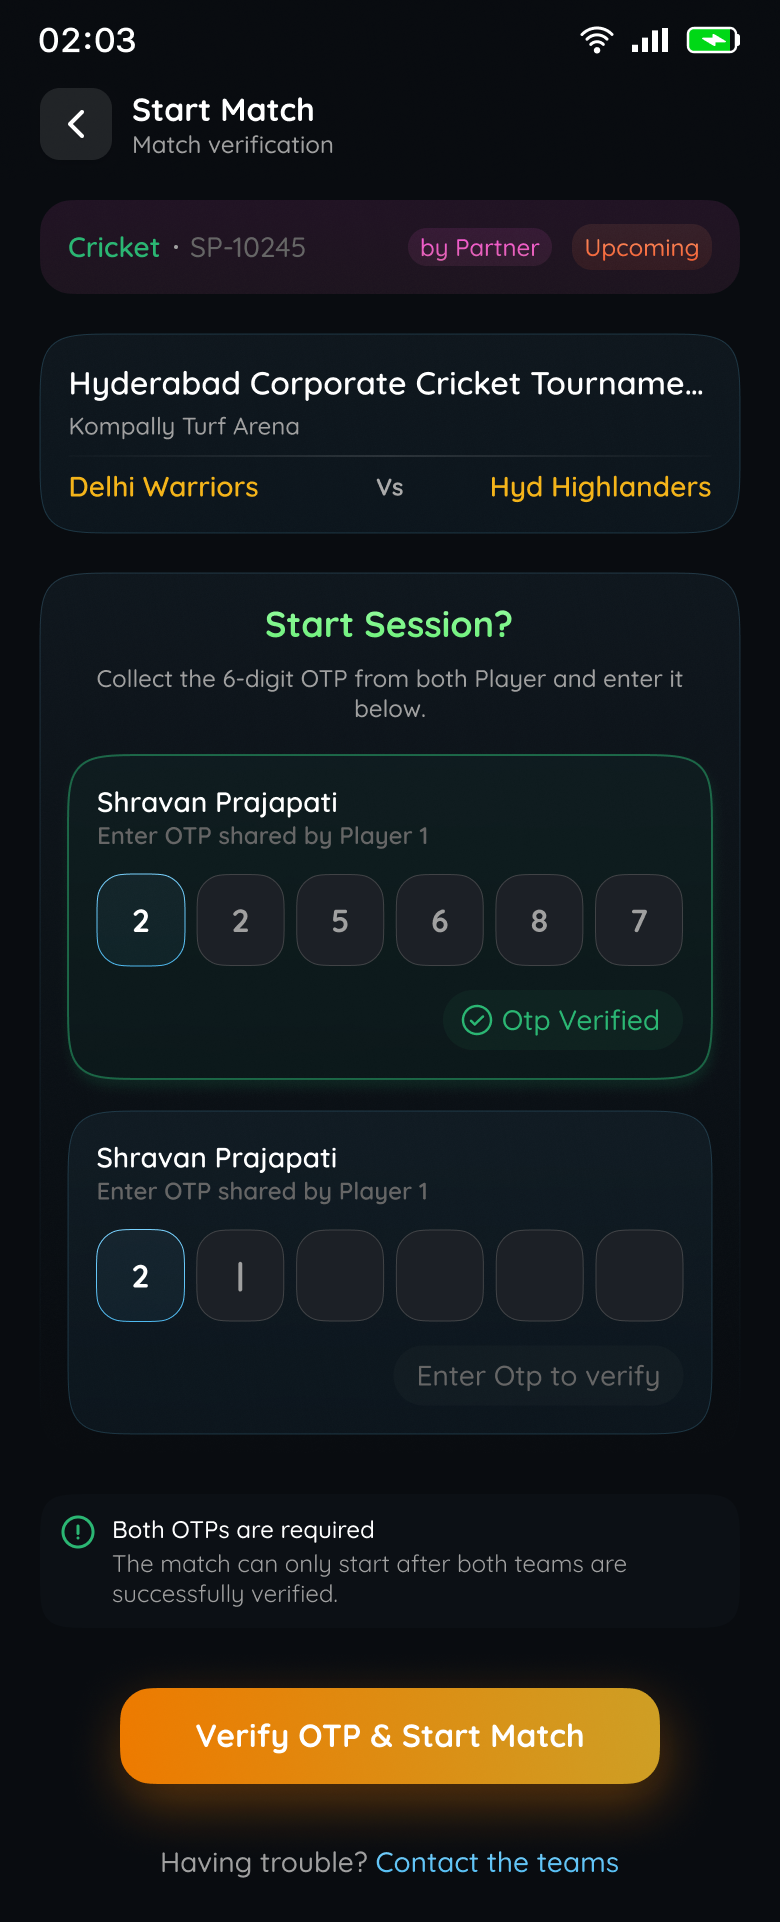 02:03
Start Match
Match verification
Cricket · SP-10245 by Partner Upcoming
Hyderabad Corporate Cricket Tourname...
Kompally Turf Arena
Delhi Warriors Vs Hyd Highlanders
Start Session?
Collect the 6-digit OTP from both Player and enter it
below.
Shravan Prajapati
Enter OTP shared by Player 1
2 2 5 6 8 7
Otp Verified
Shravan Prajapati
Enter OTP shared by Player 1
2
Enter Otp to verify
Both OTPs are required
The match can only start after both teams are
successfully verified.
Verify OTP & Start Match
Having trouble? Contact the teams